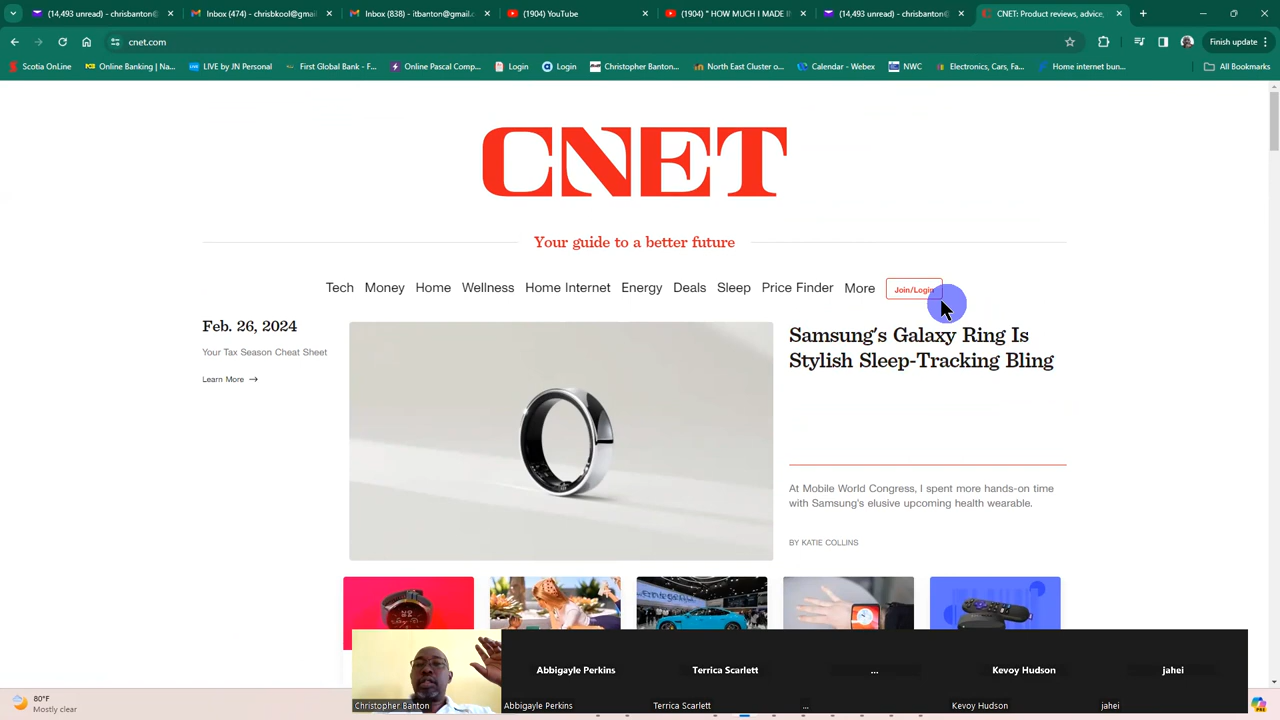 (14,493 unread) - chrisbanton@
Inbox (474) - chrisbkool@gmai
Inbox (838) - itbanton@gmail.c
(1904) YouTube
(1904) " HOW MUCH I MADE I
(14,493 unread) - chrisbanton@
CNET: Product reviews, advice,
cnet.com
Finish update
Scotia Online
Online Banking | Na...
LIVE by JN Personal
First Global Bank - F...
Online Pascal Comp...
Login
Login
Christopher Banton...
North East Cluster o...
Calendar - Webex
NWC
Electronics, Cars, Fa...
Home internet bun...
All Bookmarks
CNET
Your guide to a better future
Tech Money Home Wellness Home Internet Energy Deals Sleep Price Finder More Join/Login
Feb. 26, 2024
Your Tax Season Cheat Sheet
Learn More →
Samsung's Galaxy Ring Is
Stylish Sleep-Tracking Bling
At Mobile World Congress, I spent more hands-on time
with Samsung's elusive upcoming health wearable.
BY KATIE COLLINS
Abbigayle Perkins
Terrica Scarlett
...
Kevoy Hudson
jahei
Christopher Banton
Abbigayle Perkins
Terrica Scarlett
...
Kevoy Hudson
jahei
80°F
Mostly clear